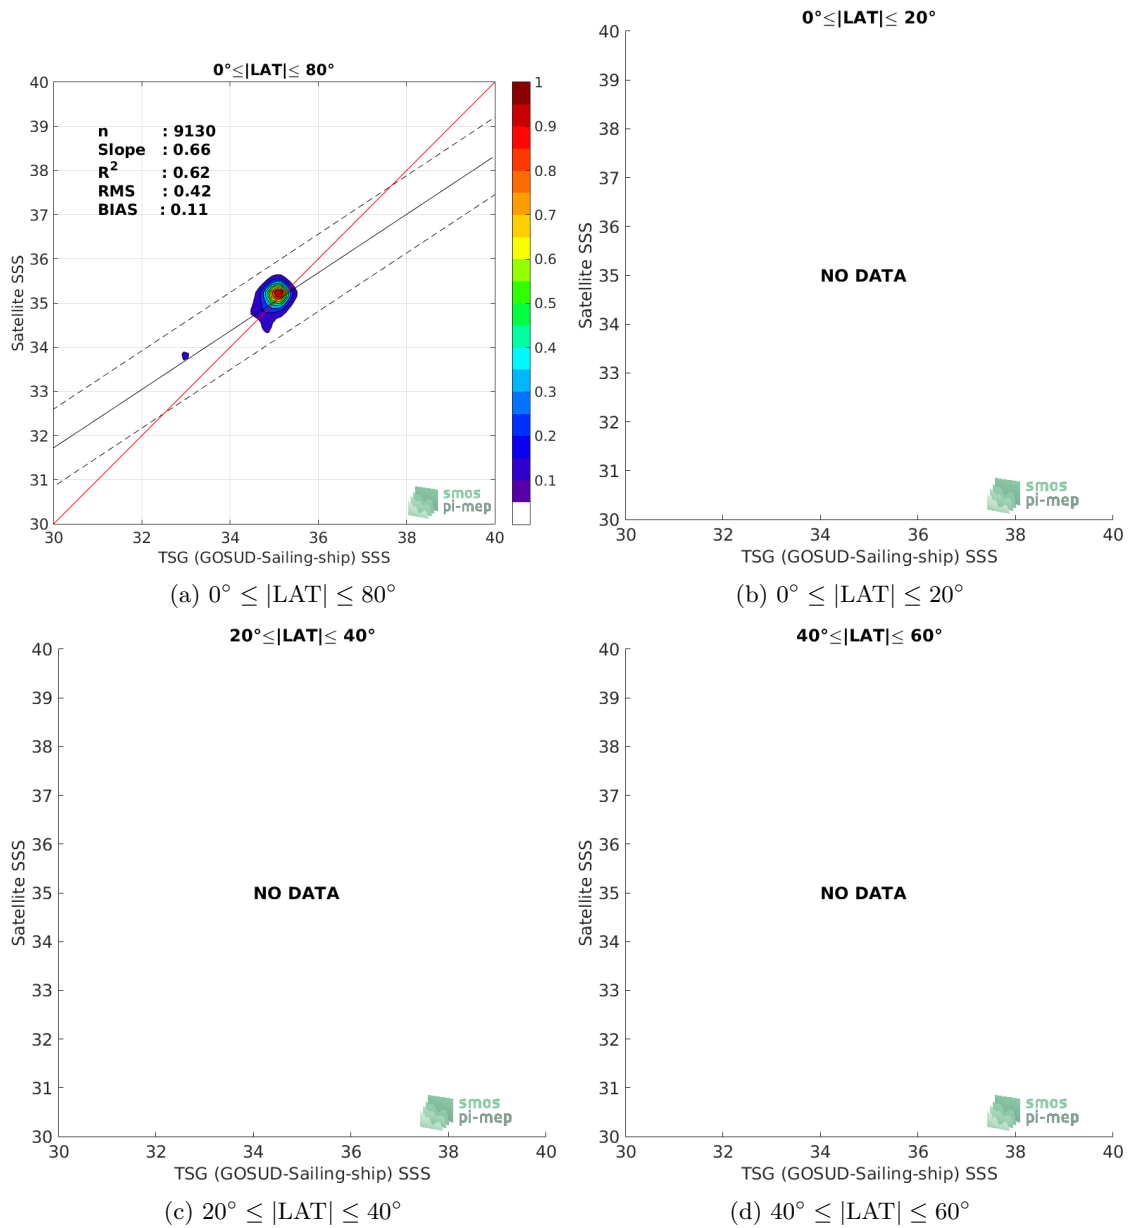 0°≤|LAT|≤ 80°
40
39
38
37
36
35
34
33
32
31
30
Satellite SSS
n : 9130
Slope : 0.66
R2 : 0.62
RMS : 0.42
BIAS : 0.11
1
0.9
0.8
0.7
0.6
0.5
0.4
0.3
0.2
0.1
smos
pi-mep
30 32 34 36 38 40
TSG (GOSUD-Sailing-ship) SSS
(a) 0° ≤ |LAT| ≤ 80°
0°≤|LAT|≤ 20°
40
39
38
37
36
35
34
33
32
31
30
Satellite SSS
NO DATA
smos
pi-mep
30 32 34 36 38 40
TSG (GOSUD-Sailing-ship) SSS
(b) 0° ≤ |LAT| ≤ 20°
20°≤|LAT|≤ 40°
40
39
38
37
36
35
34
33
32
31
30
Satellite SSS
NO DATA
smos
pi-mep
30 32 34 36 38 40
TSG (GOSUD-Sailing-ship) SSS
(c) 20° ≤ |LAT| ≤ 40°
40°≤|LAT|≤ 60°
40
39
38
37
36
35
34
33
32
31
30
Satellite SSS
NO DATA
smos
pi-mep
30 32 34 36 38 40
TSG (GOSUD-Sailing-ship) SSS
(d) 40° ≤ |LAT| ≤ 60°